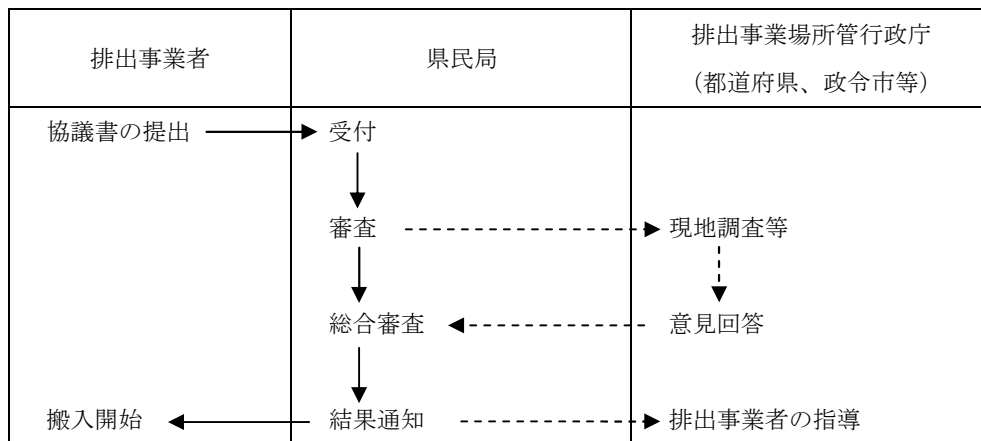 排出事業者
県民局
排出事業場所管行政庁
（都道府県、政令市等）
協議書の提出
受付
審査
現地調査等
総合審査
意見回答
搬入開始
結果通知
排出事業者の指導